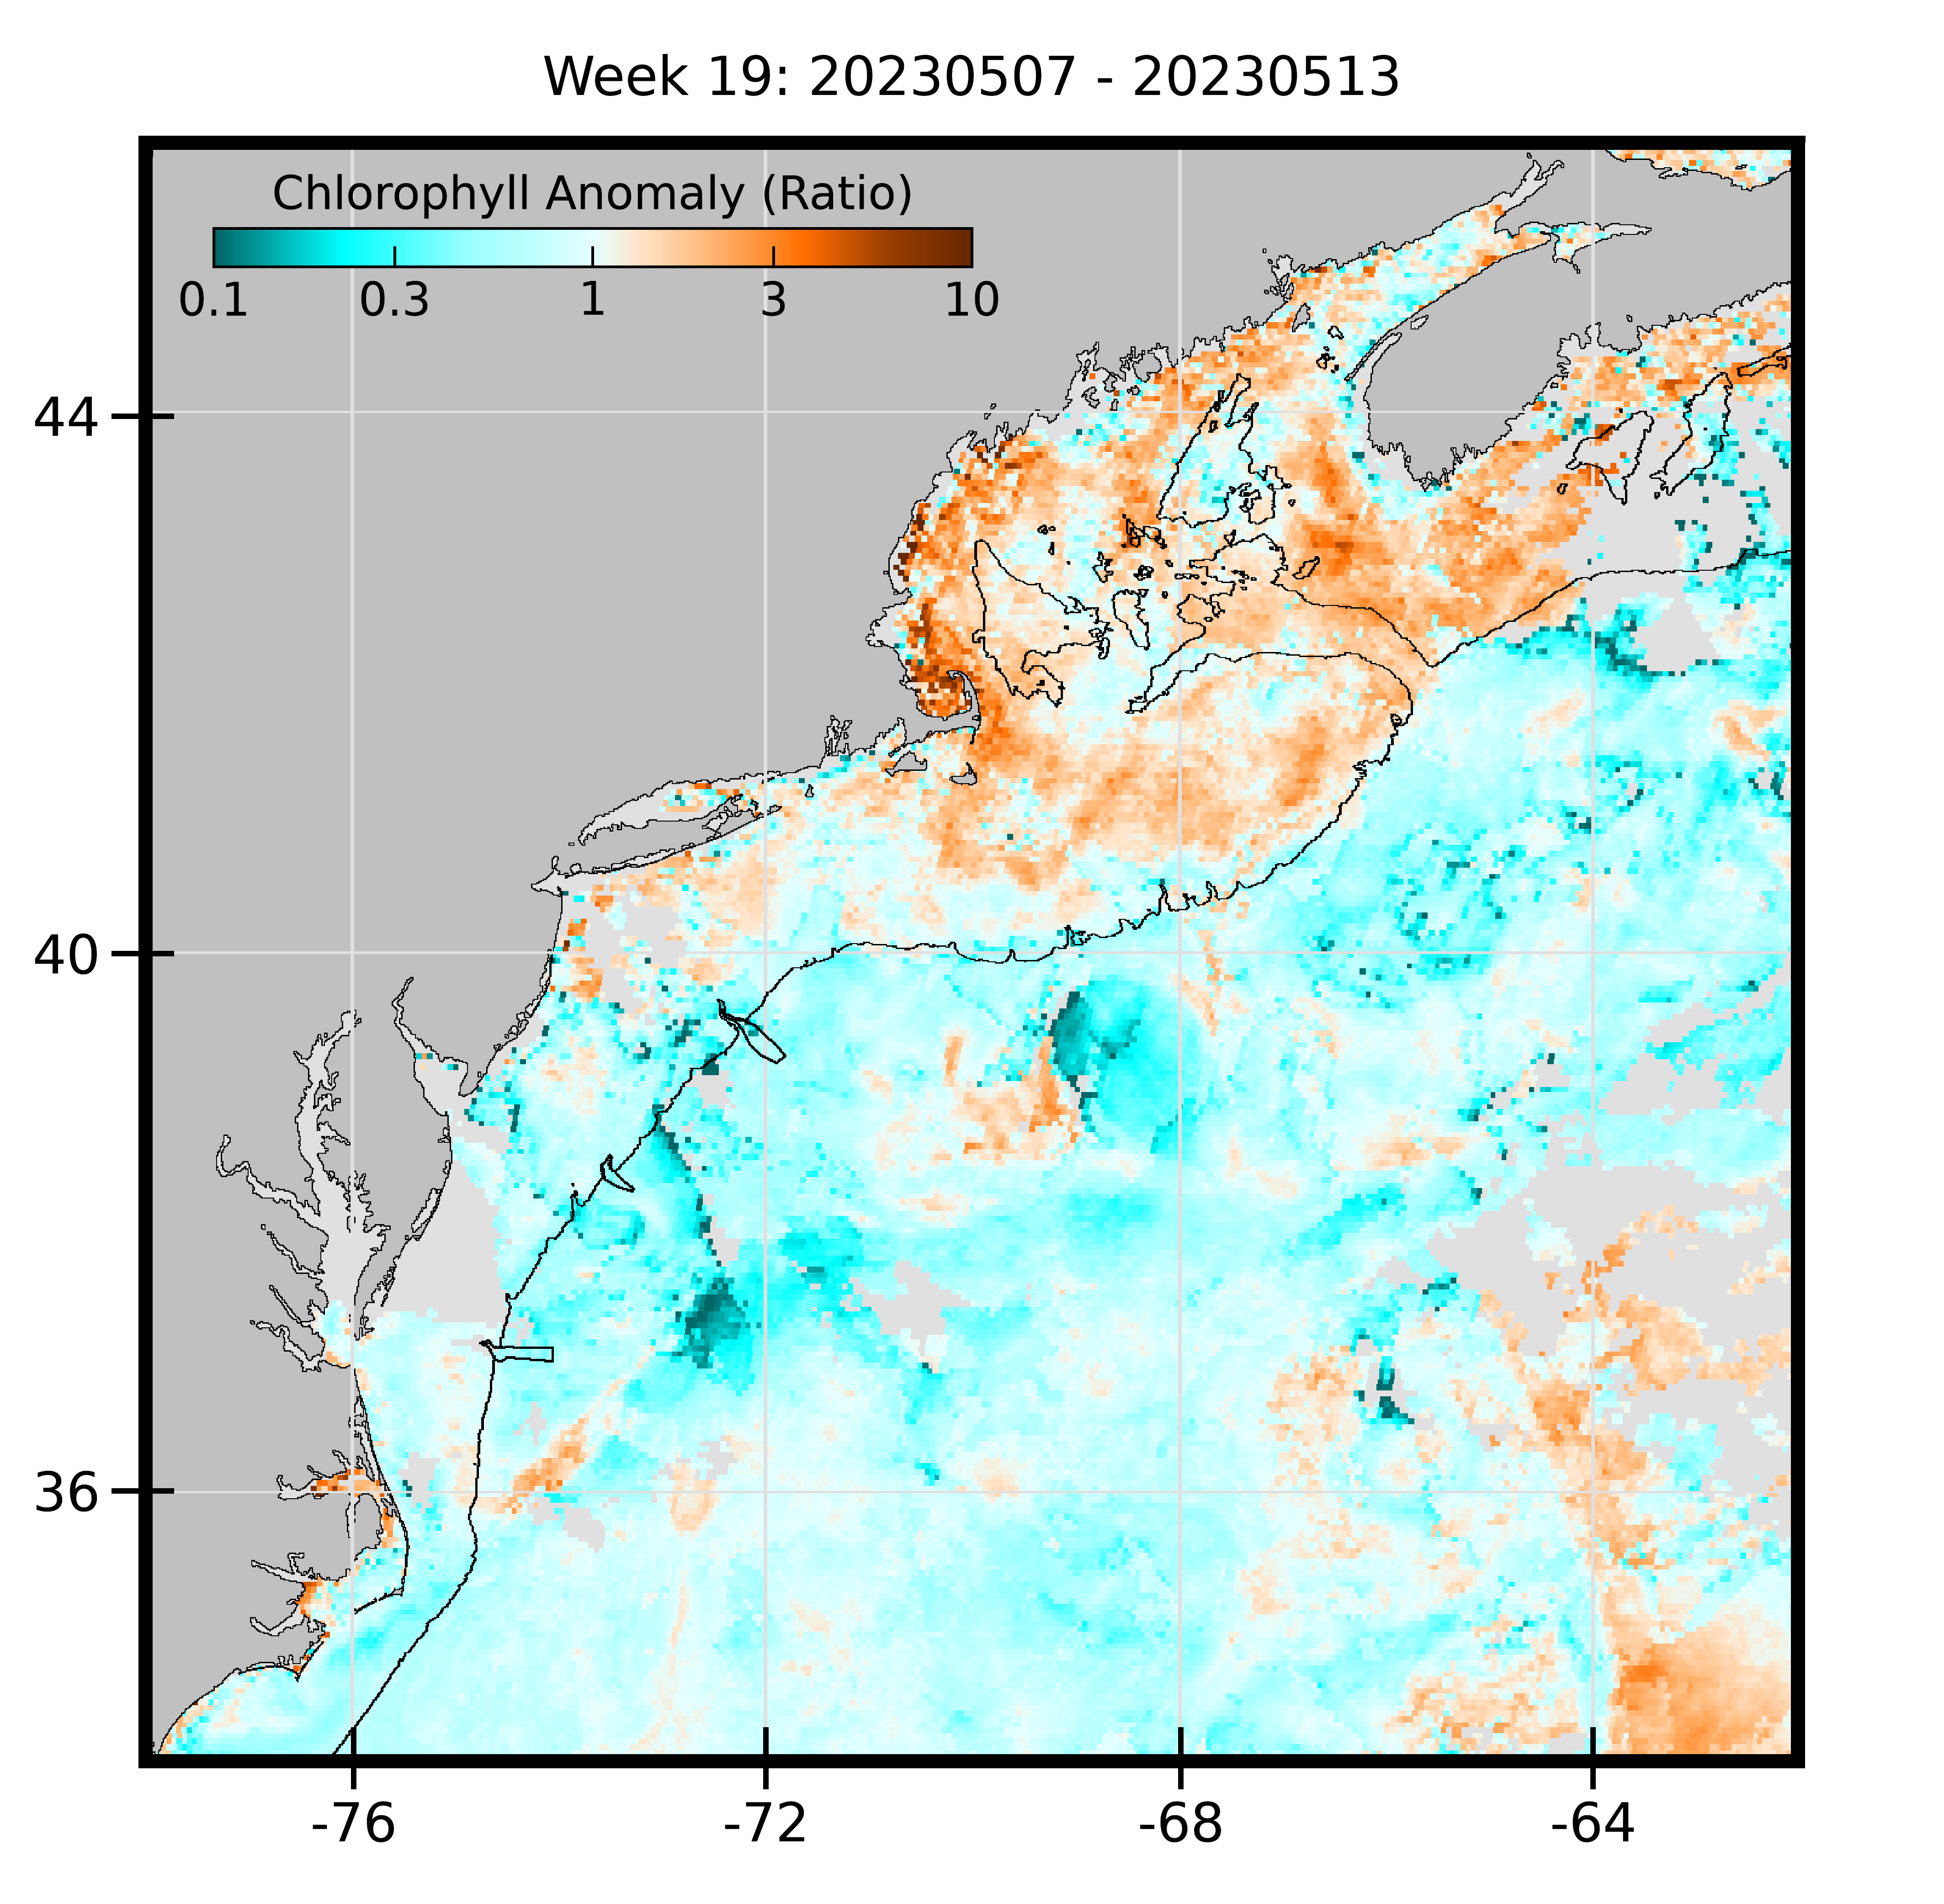 Week 19: 20230507 - 20230513
Chlorophyll Anomaly (Ratio)
0.1 0.3 1 3 10
44
40
36
-76 -72 -68 -64